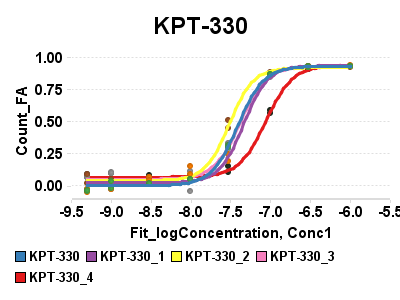 KPT-330
1.00
0.75
0.50
0.25
0.00
Count_FA
-9.5 -9.0 -8.5 -8.0 -7.5 -7.0 -6.5 -6.0 -5.5
Fit_logConcentration, Conc1
KPT-330 KPT-330_1 KPT-330_2 KPT-330_3
KPT-330_4